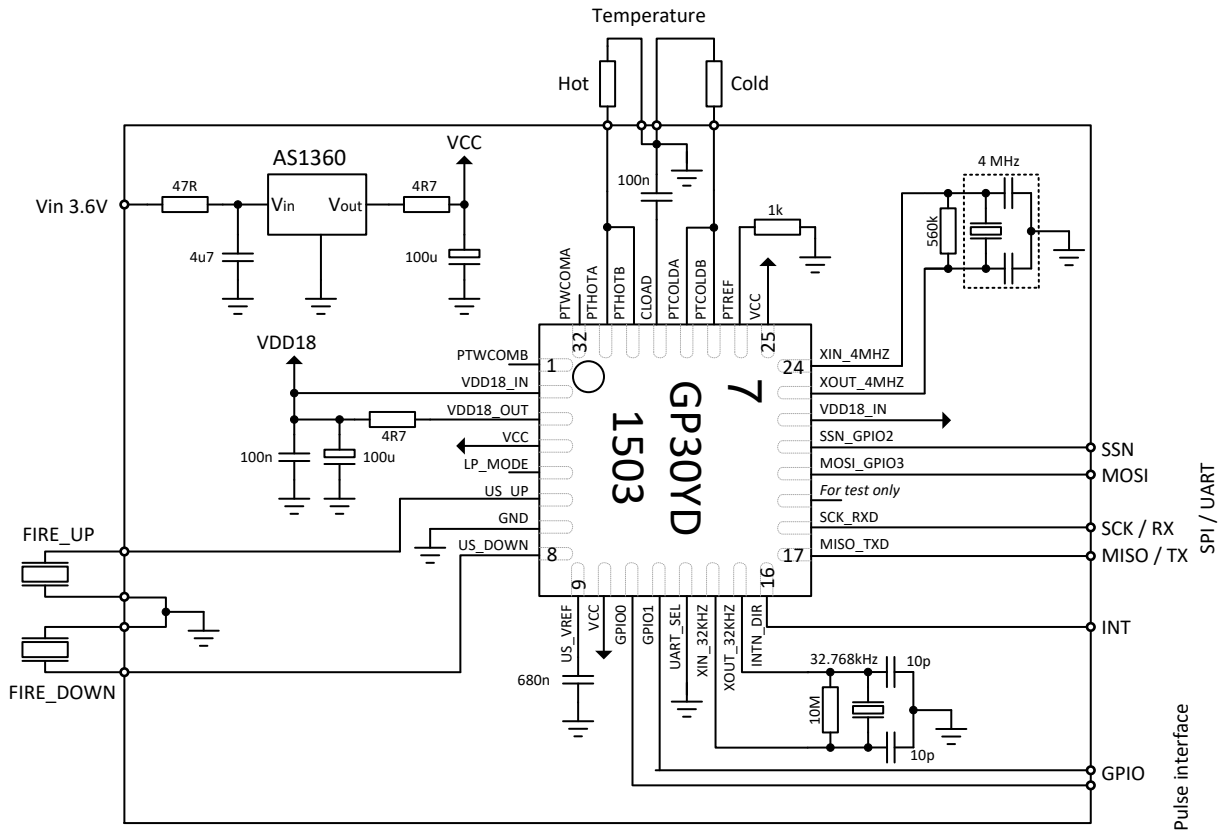 Temperature
Hot
Cold
AS1360
VCC
Vin 3.6V
47R
Vin
Vout
4R7
4u7
100u
100n
1k
4 MHz
560k
PTWCOMA
PTHOTA
PTHOTB
CLOAD
PTCOLDA
PTCOLDB
PTREF
VCC
32
25
VDD18
PTWCOMB
1
VDD18_IN
VDD18_OUT
4R7
100n
100u
VCC
LP_MODE
US_UP
GND
US_DOWN
8
7
GP30YD
1503
24
XIN_4MHZ
XOUT_4MHZ
VDD18_IN
SSN_GPIO2
MOSI_GPIO3
For test only
SCK_RXD
17
MISO_TXD
SSN
MOSI
SCK / RX
MISO / TX
SPI / UART
FIRE_UP
FIRE_DOWN
9
16
US_VREF
VCC
GPIO0
GPIO1
UART_SEL
XIN_32KHZ
XOUT_32KHZ
INTN_DIR
INT
680n
32.768kHz
10p
10M
10p
GPIO
Pulse interface